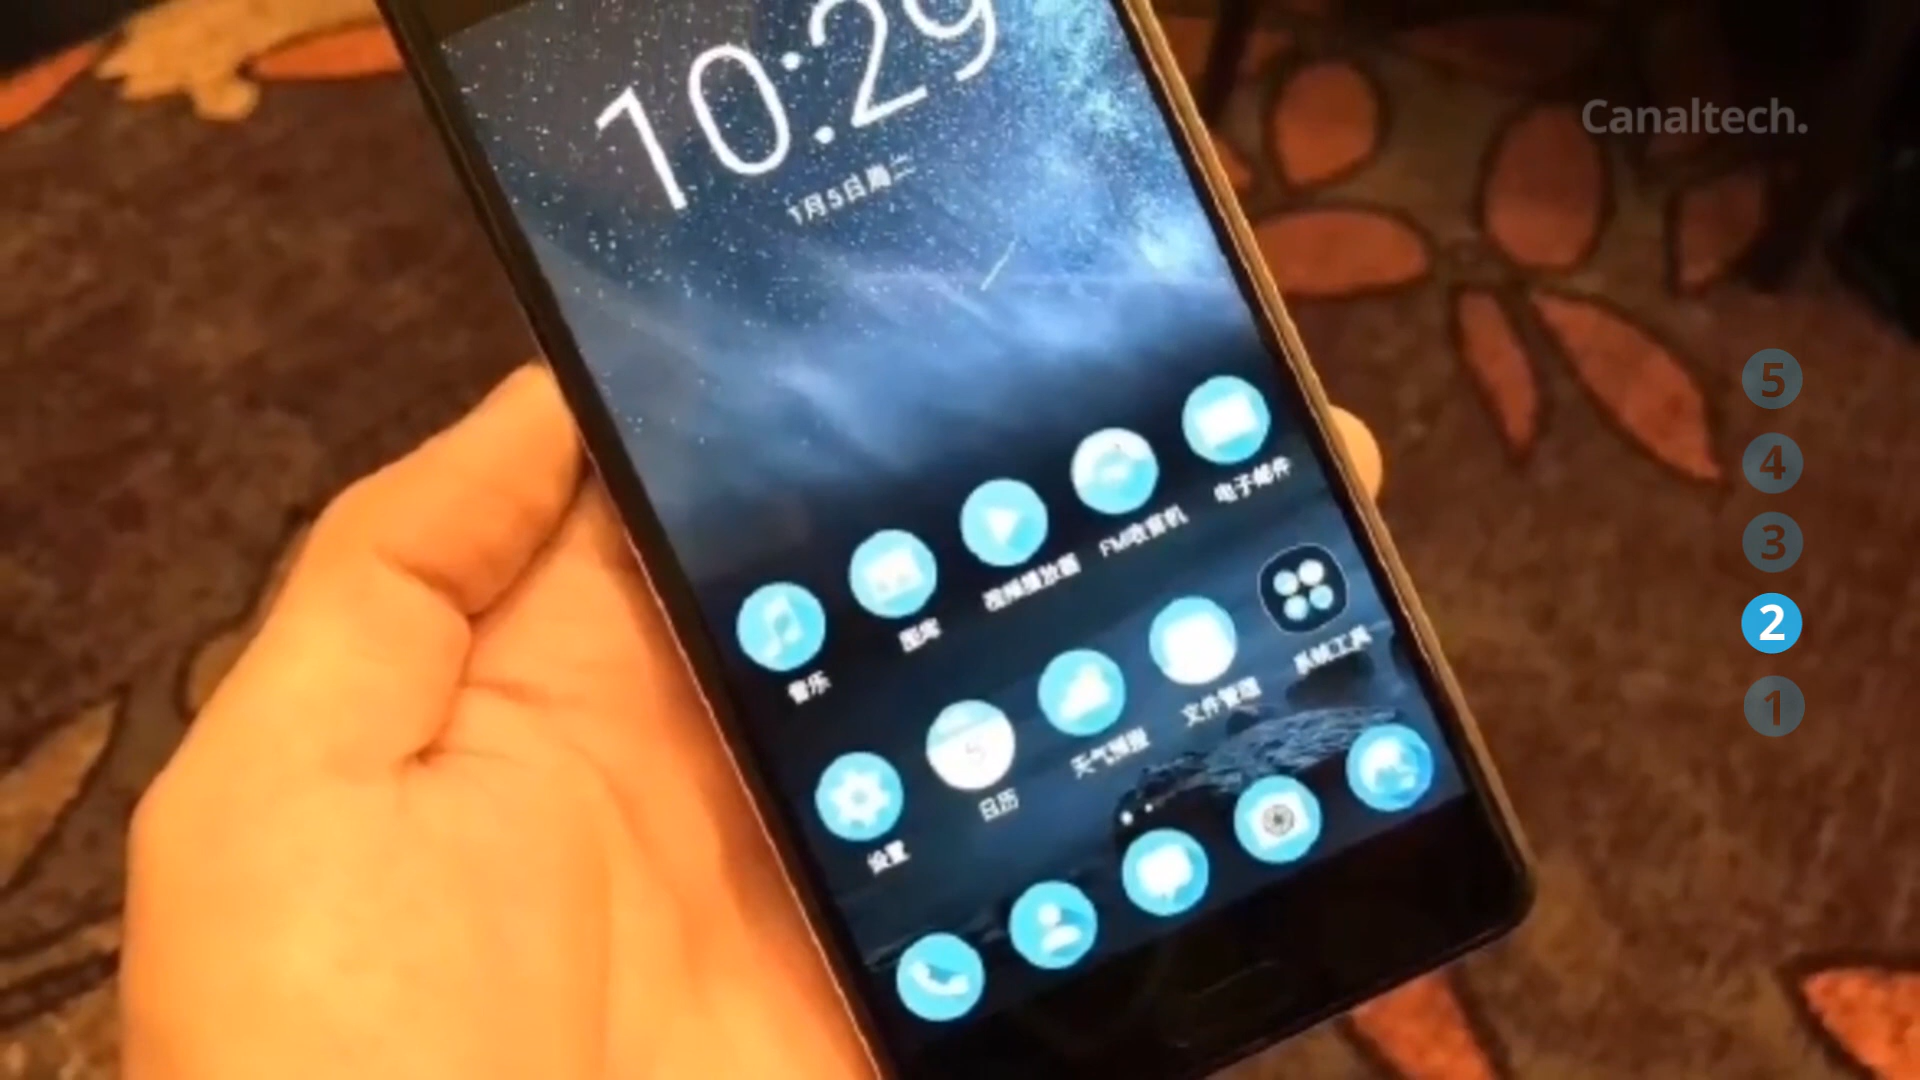 10:29
1月5日周二
Canaltech.
音乐
图库
视频播放器
FM收音机
电子邮件
设置
日历
5
天气预报
文件管理
系统工具
5
4
3
2
1